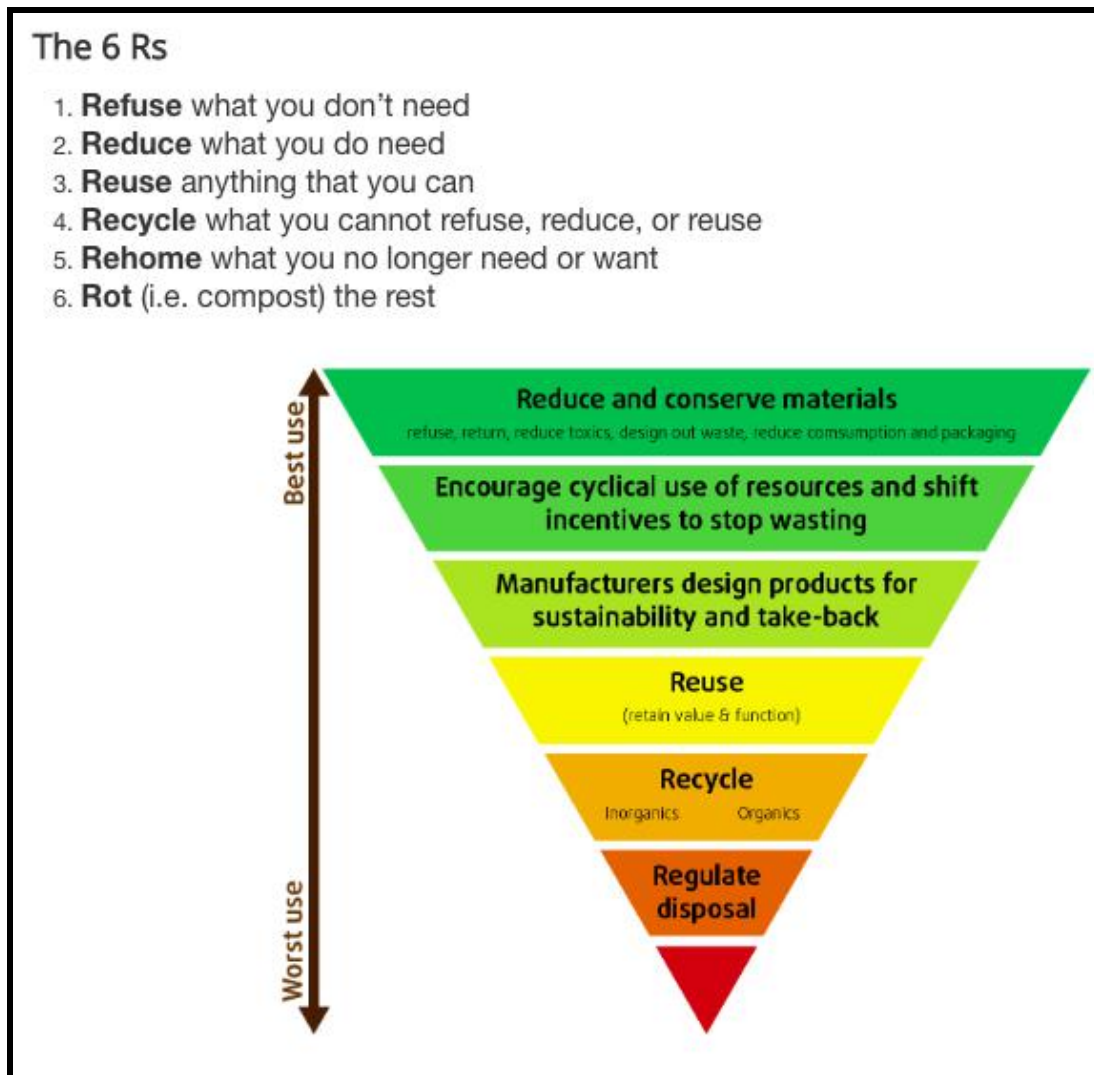 The 6 Rs
1. Refuse what you don't need
2. Reduce what you do need
3. Reuse anything that you can
4. Recycle what you cannot refuse, reduce, or reuse
5. Rehome what you no longer need or want
6. Rot (i.e. compost) the rest
Best use
Worst use
Reduce and conserve materials
refuse, return, reduce toxics, design out waste, reduce comsumption and packaging
Encourage cyclical use of resources and shift
incentives to stop wasting
Manufacturers design products for
sustainability and take-back
Reuse
(retain value & function)
Recycle
Inorganics Organics
Regulate
disposal